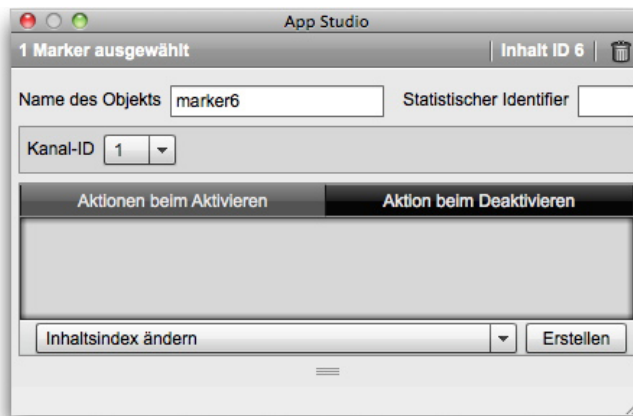 App Studio
1 Marker ausgewählt Inhalt ID 6
Name des Objekts marker6 Statistischer Identifier
Kanal-ID 1
Aktionen beim Aktivieren Aktion beim Deaktivieren
Inhaltsindex ändern Erstellen